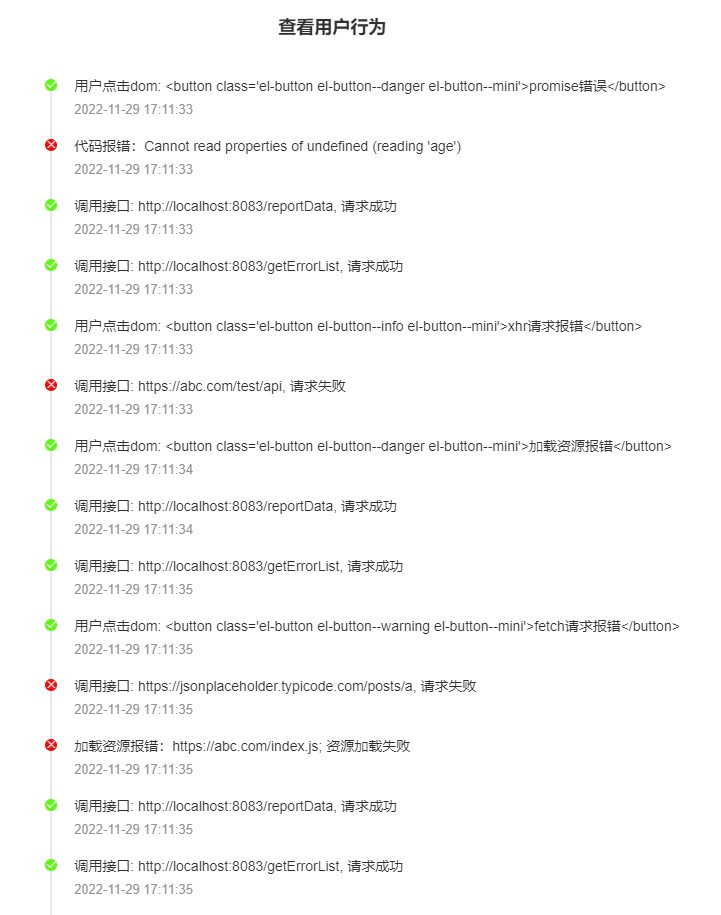 查看用户行为
用户点击dom: <button class='el-button el-button--danger el-button--mini'>promise错误</button>
2022-11-29 17:11:33
代码报错：Cannot read properties of undefined (reading 'age')
2022-11-29 17:11:33
调用接口: http://localhost:8083/reportData, 请求成功
2022-11-29 17:11:33
调用接口: http://localhost:8083/getErrorList, 请求成功
2022-11-29 17:11:33
用户点击dom: <button class='el-button el-button--info el-button--mini'>xhr请求报错</button>
2022-11-29 17:11:33
调用接口: https://abc.com/test/api, 请求失败
2022-11-29 17:11:33
用户点击dom: <button class='el-button el-button--danger el-button--mini'>加载资源报错</button>
2022-11-29 17:11:34
调用接口: http://localhost:8083/reportData, 请求成功
2022-11-29 17:11:34
调用接口: http://localhost:8083/getErrorList, 请求成功
2022-11-29 17:11:35
用户点击dom: <button class='el-button el-button--warning el-button--mini'>fetch请求报错</button>
2022-11-29 17:11:35
调用接口: https://jsonplaceholder.typicode.com/posts/a, 请求失败
2022-11-29 17:11:35
加载资源报错：https://abc.com/index.js; 资源加载失败
2022-11-29 17:11:35
调用接口: http://localhost:8083/reportData, 请求成功
2022-11-29 17:11:35
调用接口: http://localhost:8083/getErrorList, 请求成功
2022-11-29 17:11:35